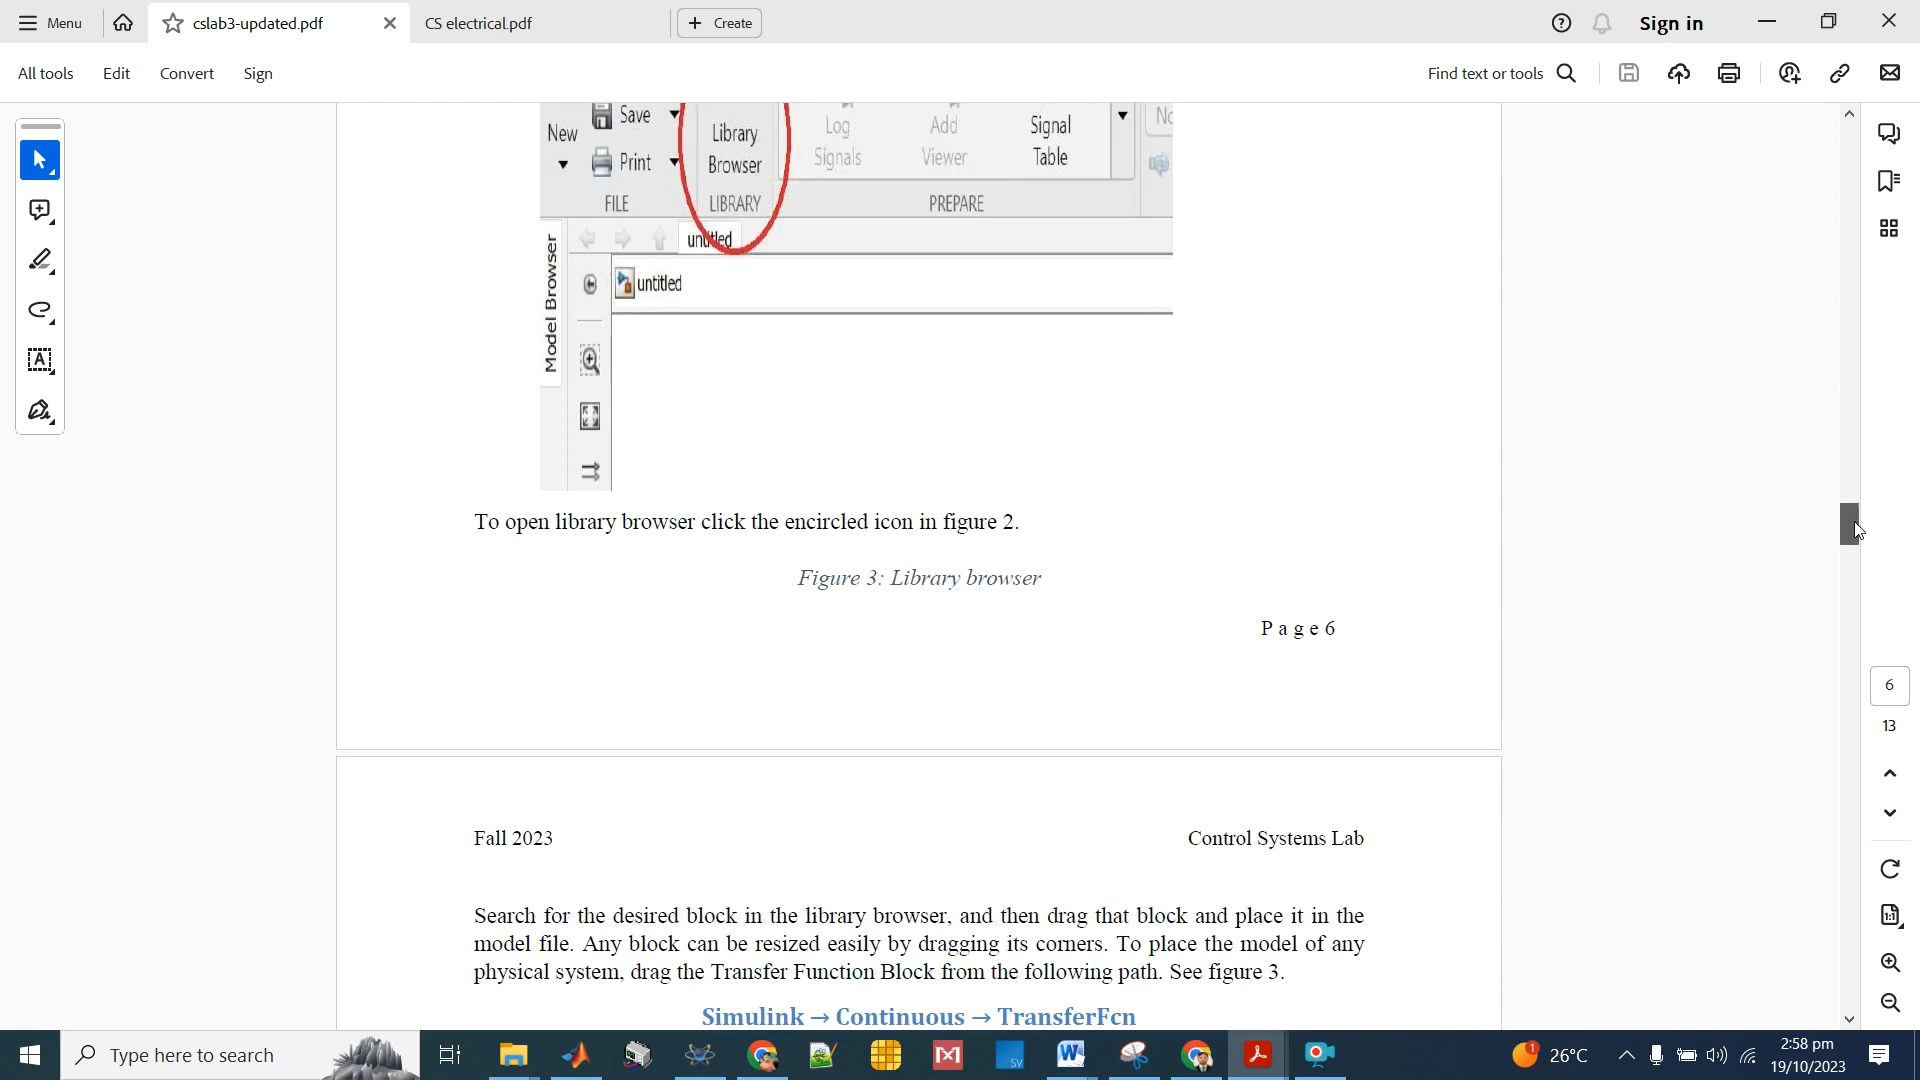 Menu
cslab3-updated.pdf
CS electrical.pdf
Create
Sign in
All tools
Edit
Convert
Sign
Find text or tools
New
Save
Print
FILE
Library
Browser
LIBRARY
Log
Signals
Add
Viewer
Signal
Table
PREPARE
No
untitled
untitled
Model Browser
To open library browser click the encircled icon in figure 2.
Figure 3: Library browser
P a g e 6
6
13
Fall 2023
Control Systems Lab
Search for the desired block in the library browser, and then drag that block and place it in the
model file. Any block can be resized easily by dragging its corners. To place the model of any
physical system, drag the Transfer Function Block from the following path. See figure 3.
Simulink → Continuous → TransferFcn
Type here to search
SV
1
26°C
2:58 pm
19/10/2023